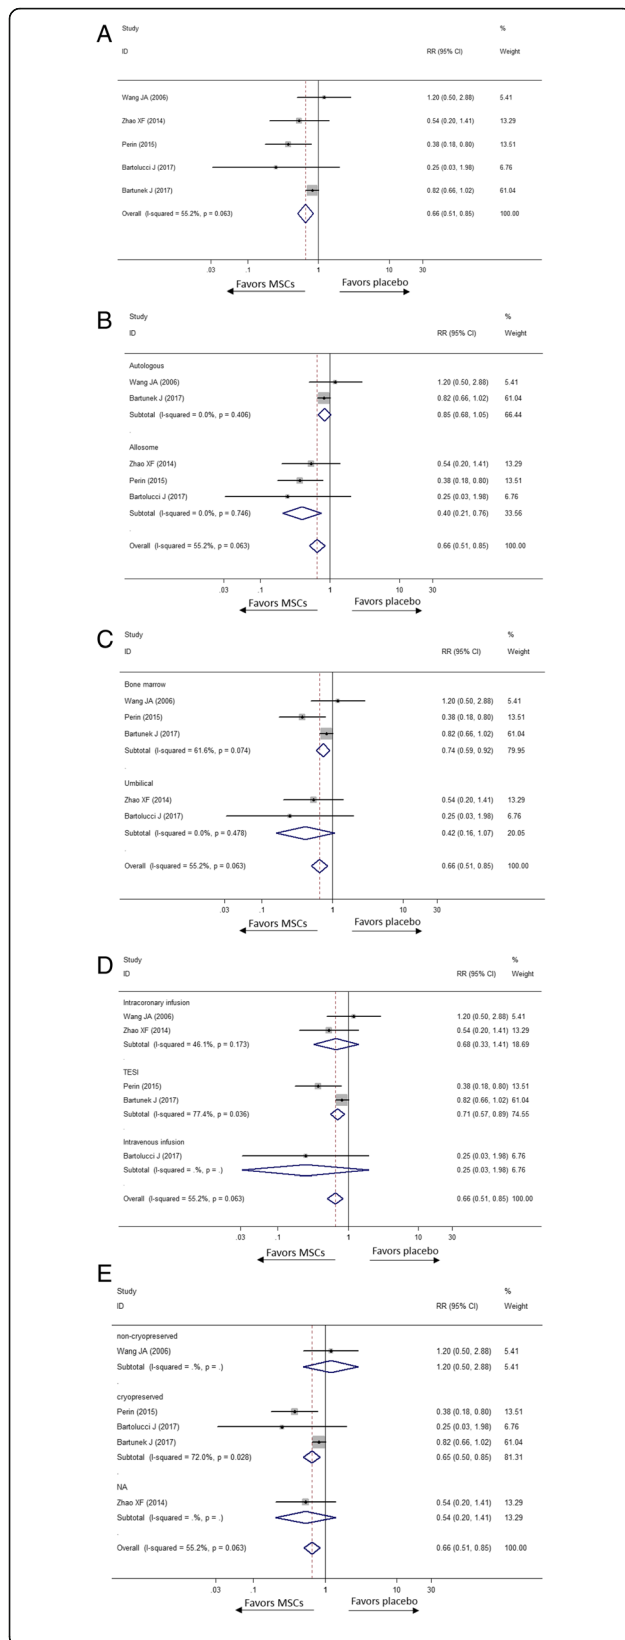 A
Study %
ID RR (95% CI) Weight
Wang JA (2006) 1.20 (0.50, 2.88) 5.41
Zhao XF (2014) 0.54 (0.20, 1.41) 13.29
Perin (2015) 0.38 (0.18, 0.80) 13.51
Bartolucci J (2017) 0.25 (0.03, 1.98) 6.76
Bartunek J (2017) 0.82 (0.66, 1.02) 61.04
Overall (I-squared = 55.2%, p = 0.063) 0.66 (0.51, 0.85) 100.00
.03 .1 1 10 30
Favors MSCs Favors placebo
B
Study %
ID RR (95% CI) Weight
Autologous
Wang JA (2006) 1.20 (0.50, 2.88) 5.41
Bartunek J (2017) 0.82 (0.66, 1.02) 61.04
Subtotal (I-squared = 0.0%, p = 0.406) 0.85 (0.68, 1.05) 66.44
.
Allosome
Zhao XF (2014) 0.54 (0.20, 1.41) 13.29
Perin (2015) 0.38 (0.18, 0.80) 13.51
Bartolucci J (2017) 0.25 (0.03, 1.98) 6.76
Subtotal (I-squared = 0.0%, p = 0.746) 0.40 (0.21, 0.76) 33.56
.
Overall (I-squared = 55.2%, p = 0.063) 0.66 (0.51, 0.85) 100.00
.03 .1 1 10 30
Favors MSCs Favors placebo
C
Study %
ID RR (95% CI) Weight
Bone marrow
Wang JA (2006) 1.20 (0.50, 2.88) 5.41
Perin (2015) 0.38 (0.18, 0.80) 13.51
Bartunek J (2017) 0.82 (0.66, 1.02) 61.04
Subtotal (I-squared = 61.6%, p = 0.074) 0.74 (0.59, 0.92) 79.95
.
Umbilical
Zhao XF (2014) 0.54 (0.20, 1.41) 13.29
Bartolucci J (2017) 0.25 (0.03, 1.98) 6.76
Subtotal (I-squared = 0.0%, p = 0.478) 0.42 (0.16, 1.07) 20.05
.
Overall (I-squared = 55.2%, p = 0.063) 0.66 (0.51, 0.85) 100.00
.03 .1 1 10 30
Favors MSCs Favors placebo
D
Study %
ID RR (95% CI) Weight
Intracoronary infusion
Wang JA (2006) 1.20 (0.50, 2.88) 5.41
Zhao XF (2014) 0.54 (0.20, 1.41) 13.29
Subtotal (I-squared = 46.1%, p = 0.173) 0.68 (0.33, 1.41) 18.69
.
TESI
Perin (2015) 0.38 (0.18, 0.80) 13.51
Bartunek J (2017) 0.82 (0.66, 1.02) 61.04
Subtotal (I-squared = 77.4%, p = 0.036) 0.71 (0.57, 0.89) 74.55
.
Intravenous infusion
Bartolucci J (2017) 0.25 (0.03, 1.98) 6.76
Subtotal (I-squared = .%, p = .) 0.25 (0.03, 1.98) 6.76
.
Overall (I-squared = 55.2%, p = 0.063) 0.66 (0.51, 0.85) 100.00
.03 .1 1 10 30
Favors MSCs Favors placebo
E
Study %
ID RR (95% CI) Weight
non-cryopreserved
Wang JA (2006) 1.20 (0.50, 2.88) 5.41
Subtotal (I-squared = .%, p = .) 1.20 (0.50, 2.88) 5.41
.
cryopreserved
Perin (2015) 0.38 (0.18, 0.80) 13.51
Bartolucci J (2017) 0.25 (0.03, 1.98) 6.76
Bartunek J (2017) 0.82 (0.66, 1.02) 61.04
Subtotal (I-squared = 72.0%, p = 0.028) 0.65 (0.50, 0.85) 81.31
.
NA
Zhao XF (2014) 0.54 (0.20, 1.41) 13.29
Subtotal (I-squared = .%, p = .) 0.54 (0.20, 1.41) 13.29
.
Overall (I-squared = 55.2%, p = 0.063) 0.66 (0.51, 0.85) 100.00
.03 .1 1 10 30
Favors MSCs Favors placebo